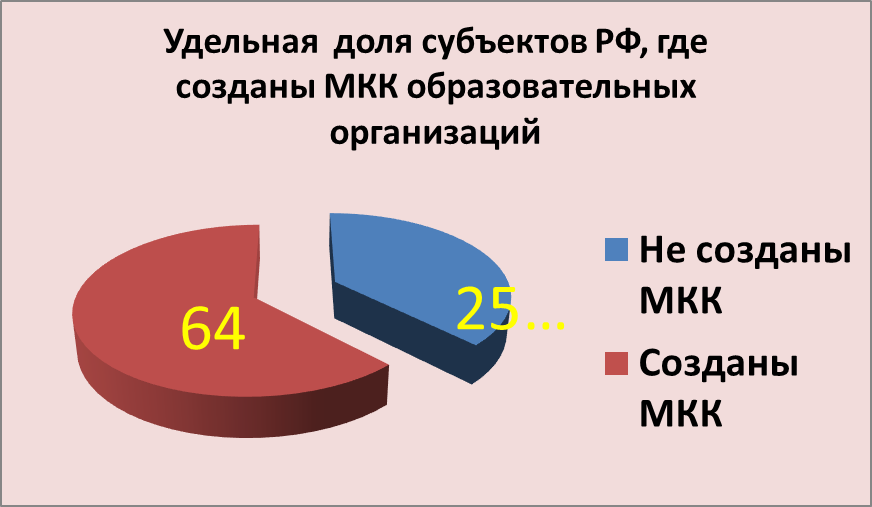 Удельная доля субъектов РФ, где
созданы МКК образовательных
организаций
64
25...
Не созданы
МКК
Созданы
МКК